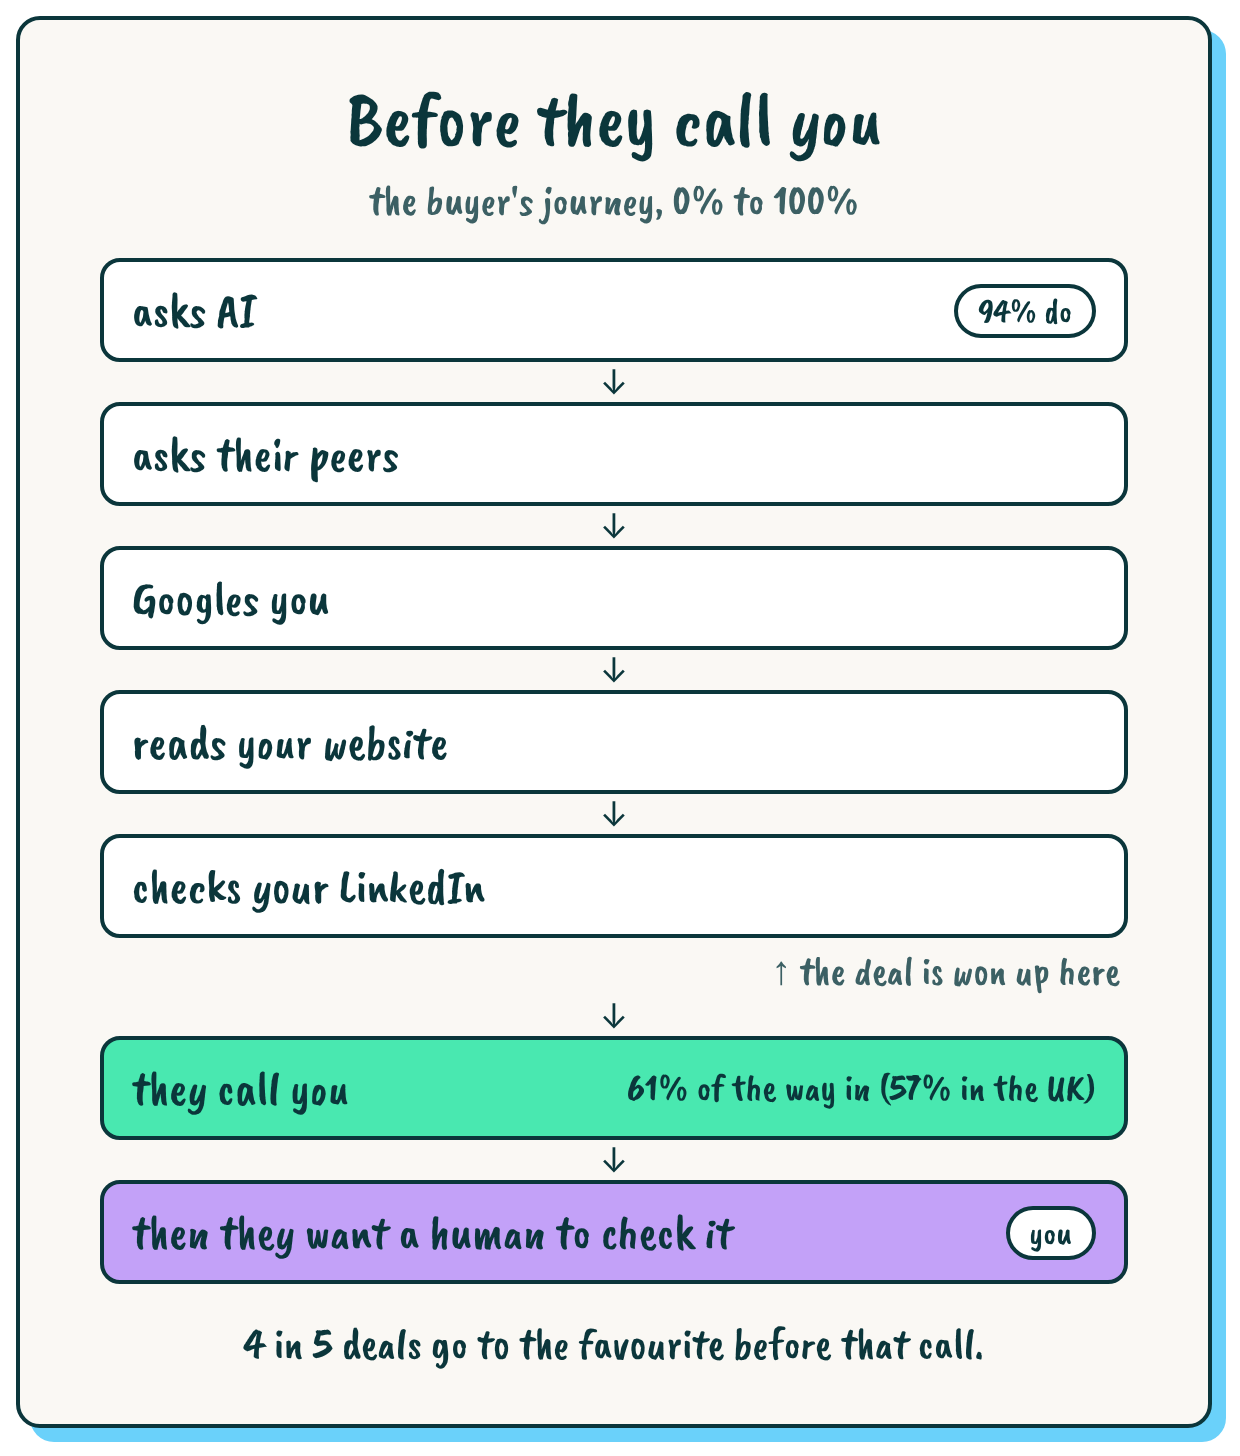 Before they call you
the buyer's journey, 0% to 100%
asks AI
94% do
↓
asks their peers
↓
Googles you
↓
reads your website
↓
checks your LinkedIn
↑ the deal is won up here
↓
they call you
61% of the way in (57% in the UK)
↓
then they want a human to check it
you
4 in 5 deals go to the favourite before that call.